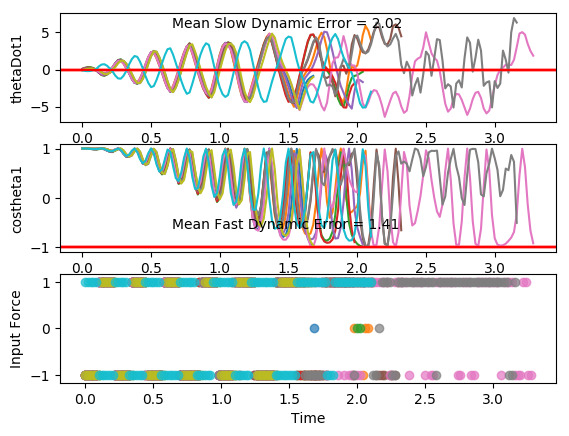 Mean Slow Dynamic Error = 2.02
thetaDot1
5
0
−5
0.0 0.5 1.0 1.5 2.0 2.5 3.0
costheta1
1
0
−1
Mean Fast Dynamic Error = 1.41
0.0 0.5 1.0 1.5 2.0 2.5 3.0
Input Force
1
0
−1
0.0 0.5 1.0 1.5 2.0 2.5 3.0
Time